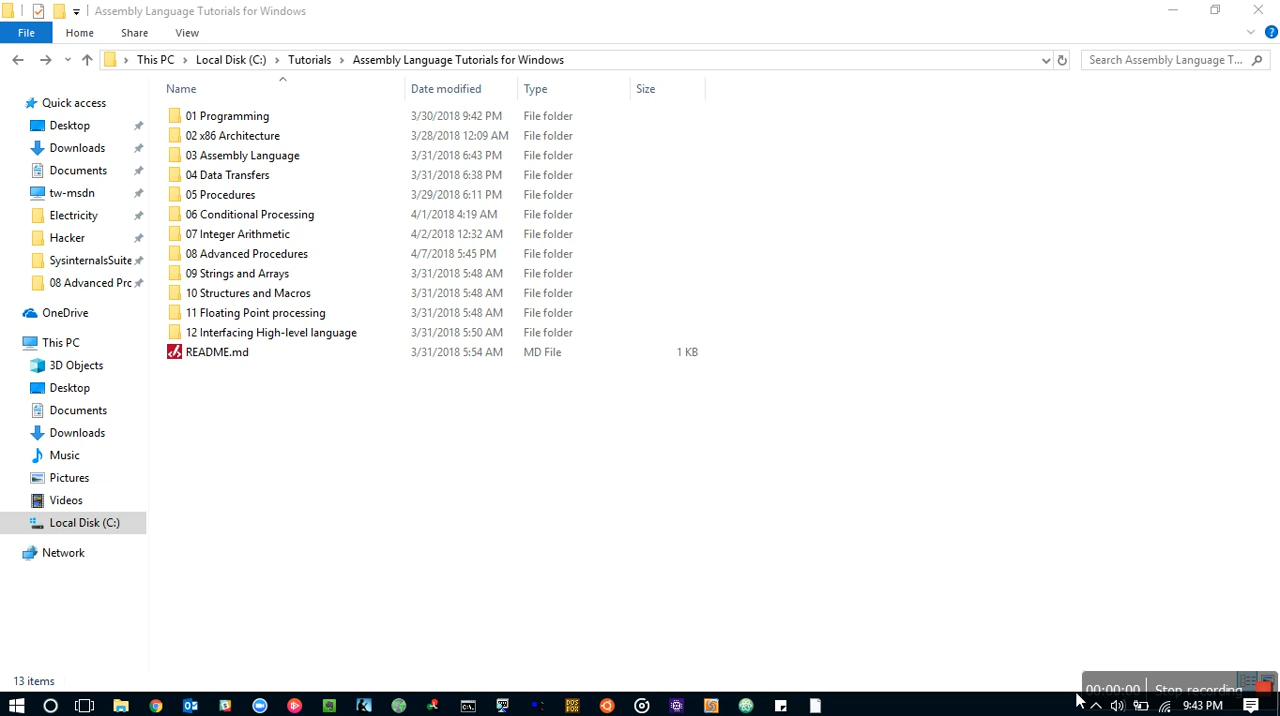 Assembly Language Tutorials for Windows
File Home Share View
This PC Local Disk (C:) Tutorials Assembly Language Tutorials for Windows Search Assembly Language T...
Name Date modified Type Size
Quick access
Desktop
Downloads
Documents
tw-msdn
Electricity
Hacker
SysinternalsSuite
08 Advanced Prc
OneDrive
This PC
3D Objects
Desktop
Documents
Downloads
Music
Pictures
Videos
Local Disk (C:)
Network
01 Programming 3/30/2018 9:42 PM File folder
02 x86 Architecture 3/28/2018 12:09 AM File folder
03 Assembly Language 3/31/2018 6:43 PM File folder
04 Data Transfers 3/31/2018 6:38 PM File folder
05 Procedures 3/29/2018 6:11 PM File folder
06 Conditional Processing 4/1/2018 4:19 AM File folder
07 Integer Arithmetic 4/2/2018 12:32 AM File folder
08 Advanced Procedures 4/7/2018 5:45 PM File folder
09 Strings and Arrays 3/31/2018 5:48 AM File folder
10 Structures and Macros 3/31/2018 5:48 AM File folder
11 Floating Point processing 3/31/2018 5:48 AM File folder
12 Interfacing High-level language 3/31/2018 5:50 AM File folder
README.md 3/31/2018 5:54 AM MD File 1 KB
13 items
00:00:00 Stop recording
9:43 PM